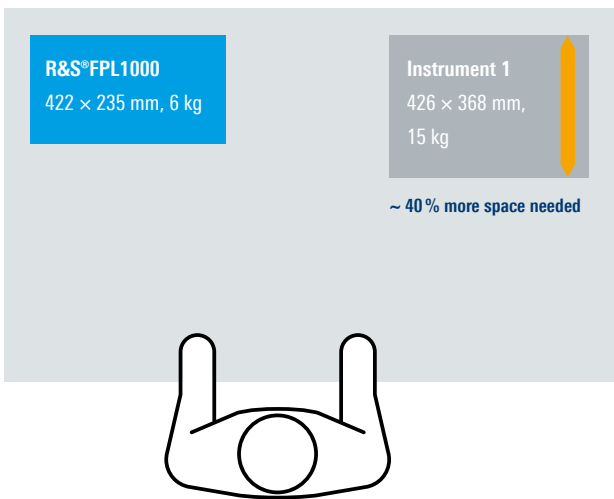 R&S®FPL1000
422 × 235 mm, 6 kg
Instrument 1
426 × 368 mm,
15 kg
~ 40 % more space needed